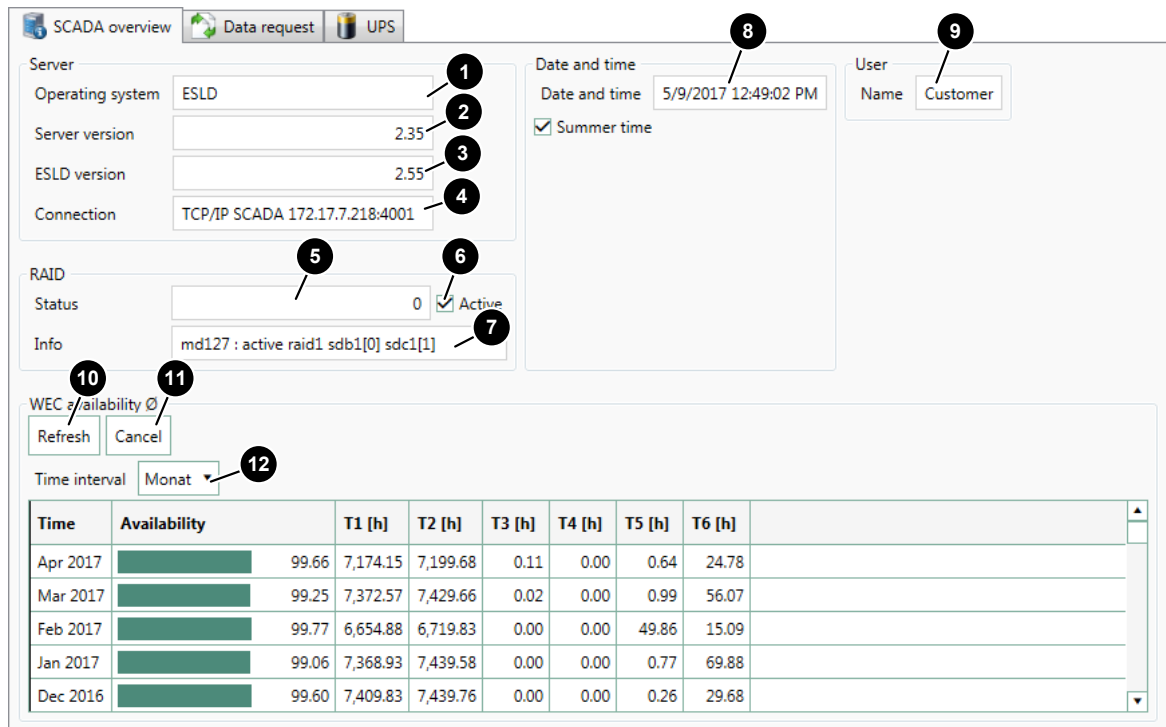 SCADA overview Data request UPS
8 9
Server Date and time User
1
Operating system ESLD Date and time 5/9/2017 12:49:02 PM Name Customer
2
Server version 2.35 Summer time
3
ESLD version 2.55
4
Connection TCP/IP SCADA 172.17.7.218:4001
5 6
RAID
Status 0 Active
7
Info md127 : active raid1 sdb1[0] sdc1[1]
10 11
WEC availability Ø
Refresh Cancel
12
Time interval Monat
Time Availability T1 [h] T2 [h] T3 [h] T4 [h] T5 [h] T6 [h]
Apr 2017 99.66 7,174.15 7,199.68 0.11 0.00 0.64 24.78
Mar 2017 99.25 7,372.57 7,429.66 0.02 0.00 0.99 56.07
Feb 2017 99.77 6,654.88 6,719.83 0.00 0.00 49.86 15.09
Jan 2017 99.06 7,368.93 7,439.58 0.00 0.00 0.77 69.88
Dec 2016 99.60 7,409.83 7,439.76 0.00 0.00 0.26 29.68